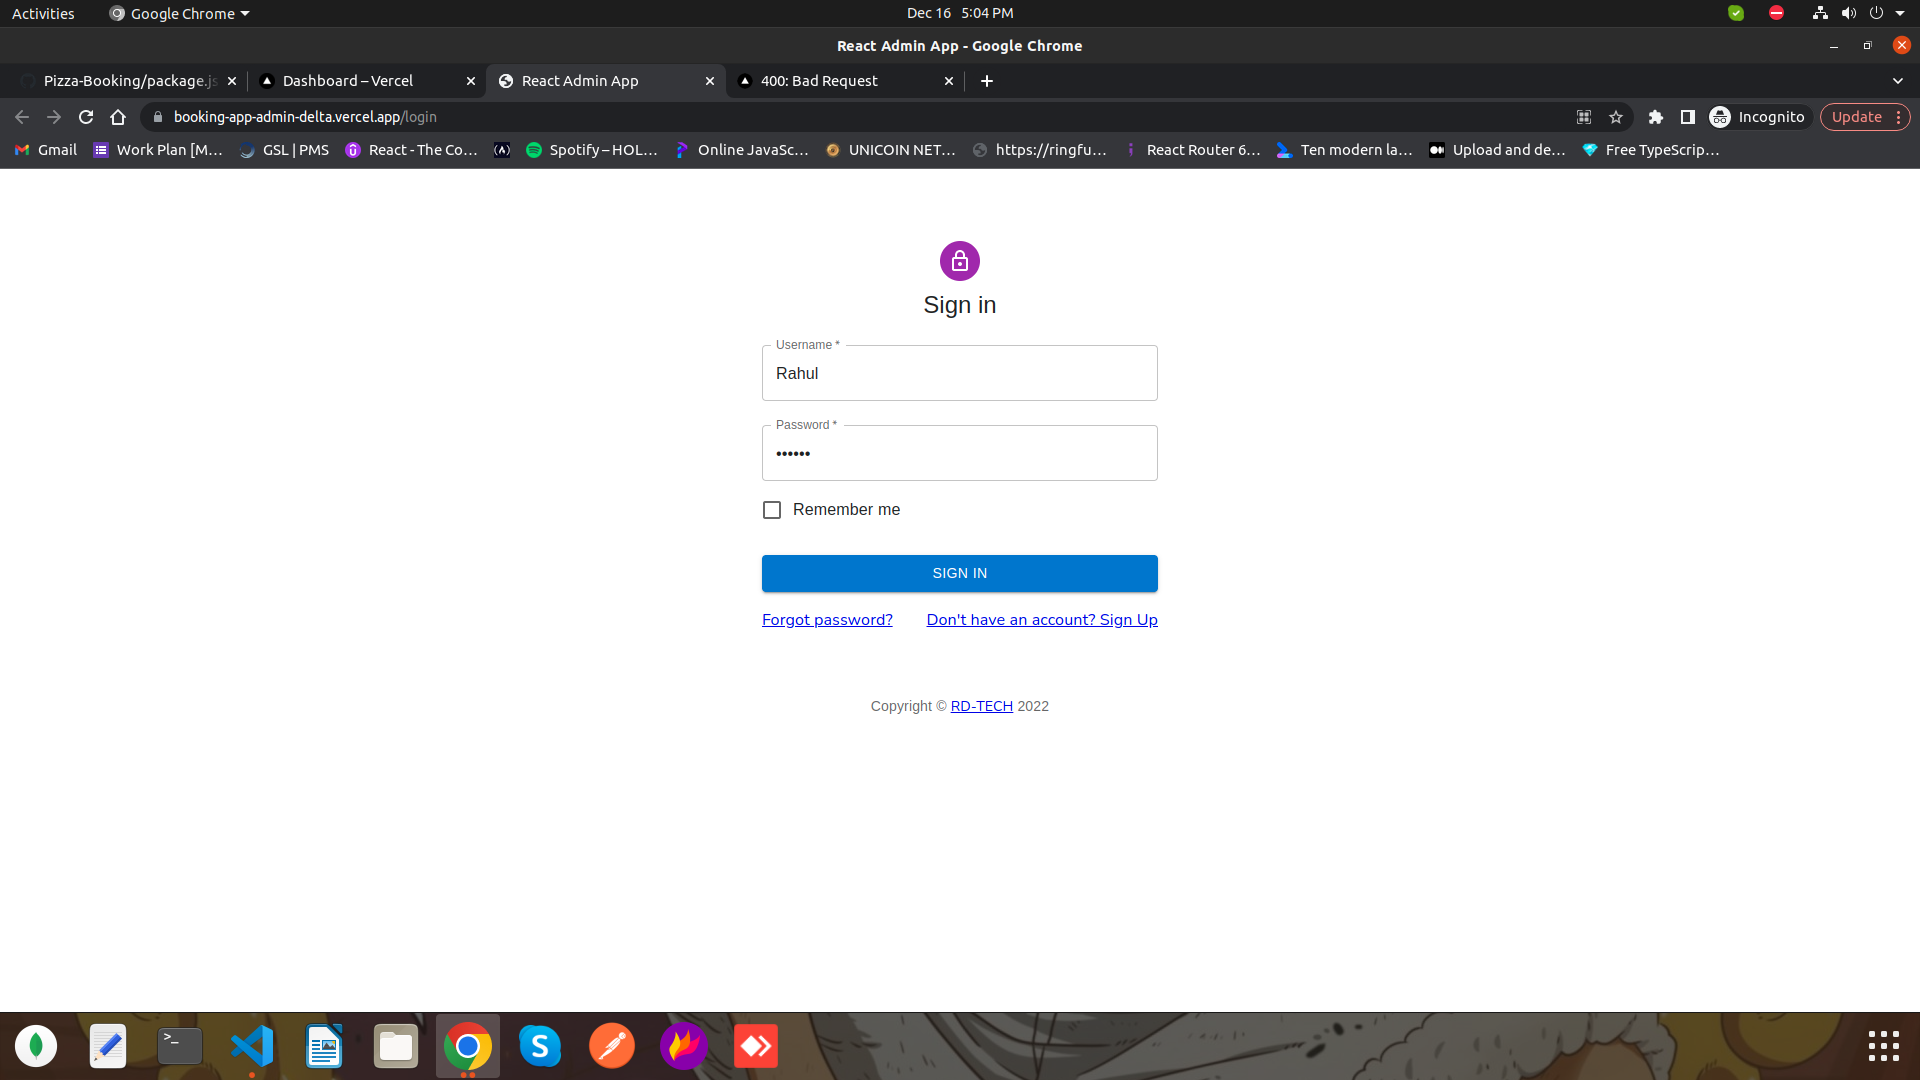 Activities Google Chrome Dec 16 5:04 PM
React Admin App - Google Chrome
Pizza-Booking/package.js Dashboard – Vercel React Admin App 400: Bad Request
booking-app-admin-delta.vercel.app/login Incognito Update
Gmail Work Plan [M... GSL | PMS React - The Co... Spotify – HOL... Online JavaSc... UNICOIN NET... https://ringfu... React Router 6... Ten modern la... Upload and de... Free TypeScrip...
Sign in
Username *
Rahul
Password *
••••••
Remember me
SIGN IN
Forgot password? Don't have an account? Sign Up
Copyright © RD-TECH 2022